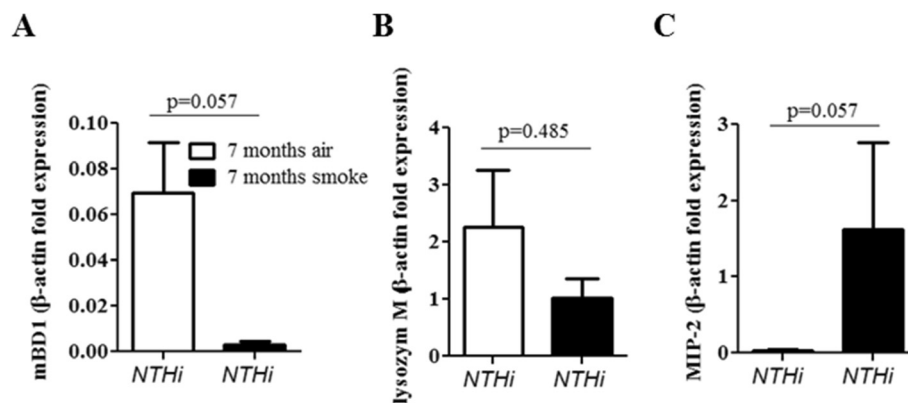 A
mBD1 (β-actin fold expression)
p=0.057
0.10
0.08
0.06
0.04
0.02
0.00
7 months air
7 months smoke
NTHi NTHi
B
lysozym M (β-actin fold expression)
p=0.485
4
3
2
1
0
NTHi NTHi
C
MIP-2 (β-actin fold expression)
p=0.057
3
2
1
0
NTHi NTHi